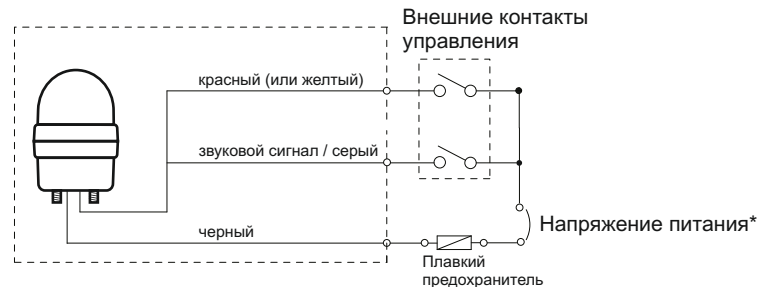 Внешние контакты
управления
красный (или желтый)
звуковой сигнал / серый
черный
Напряжение питания*
Плавкий
предохранитель